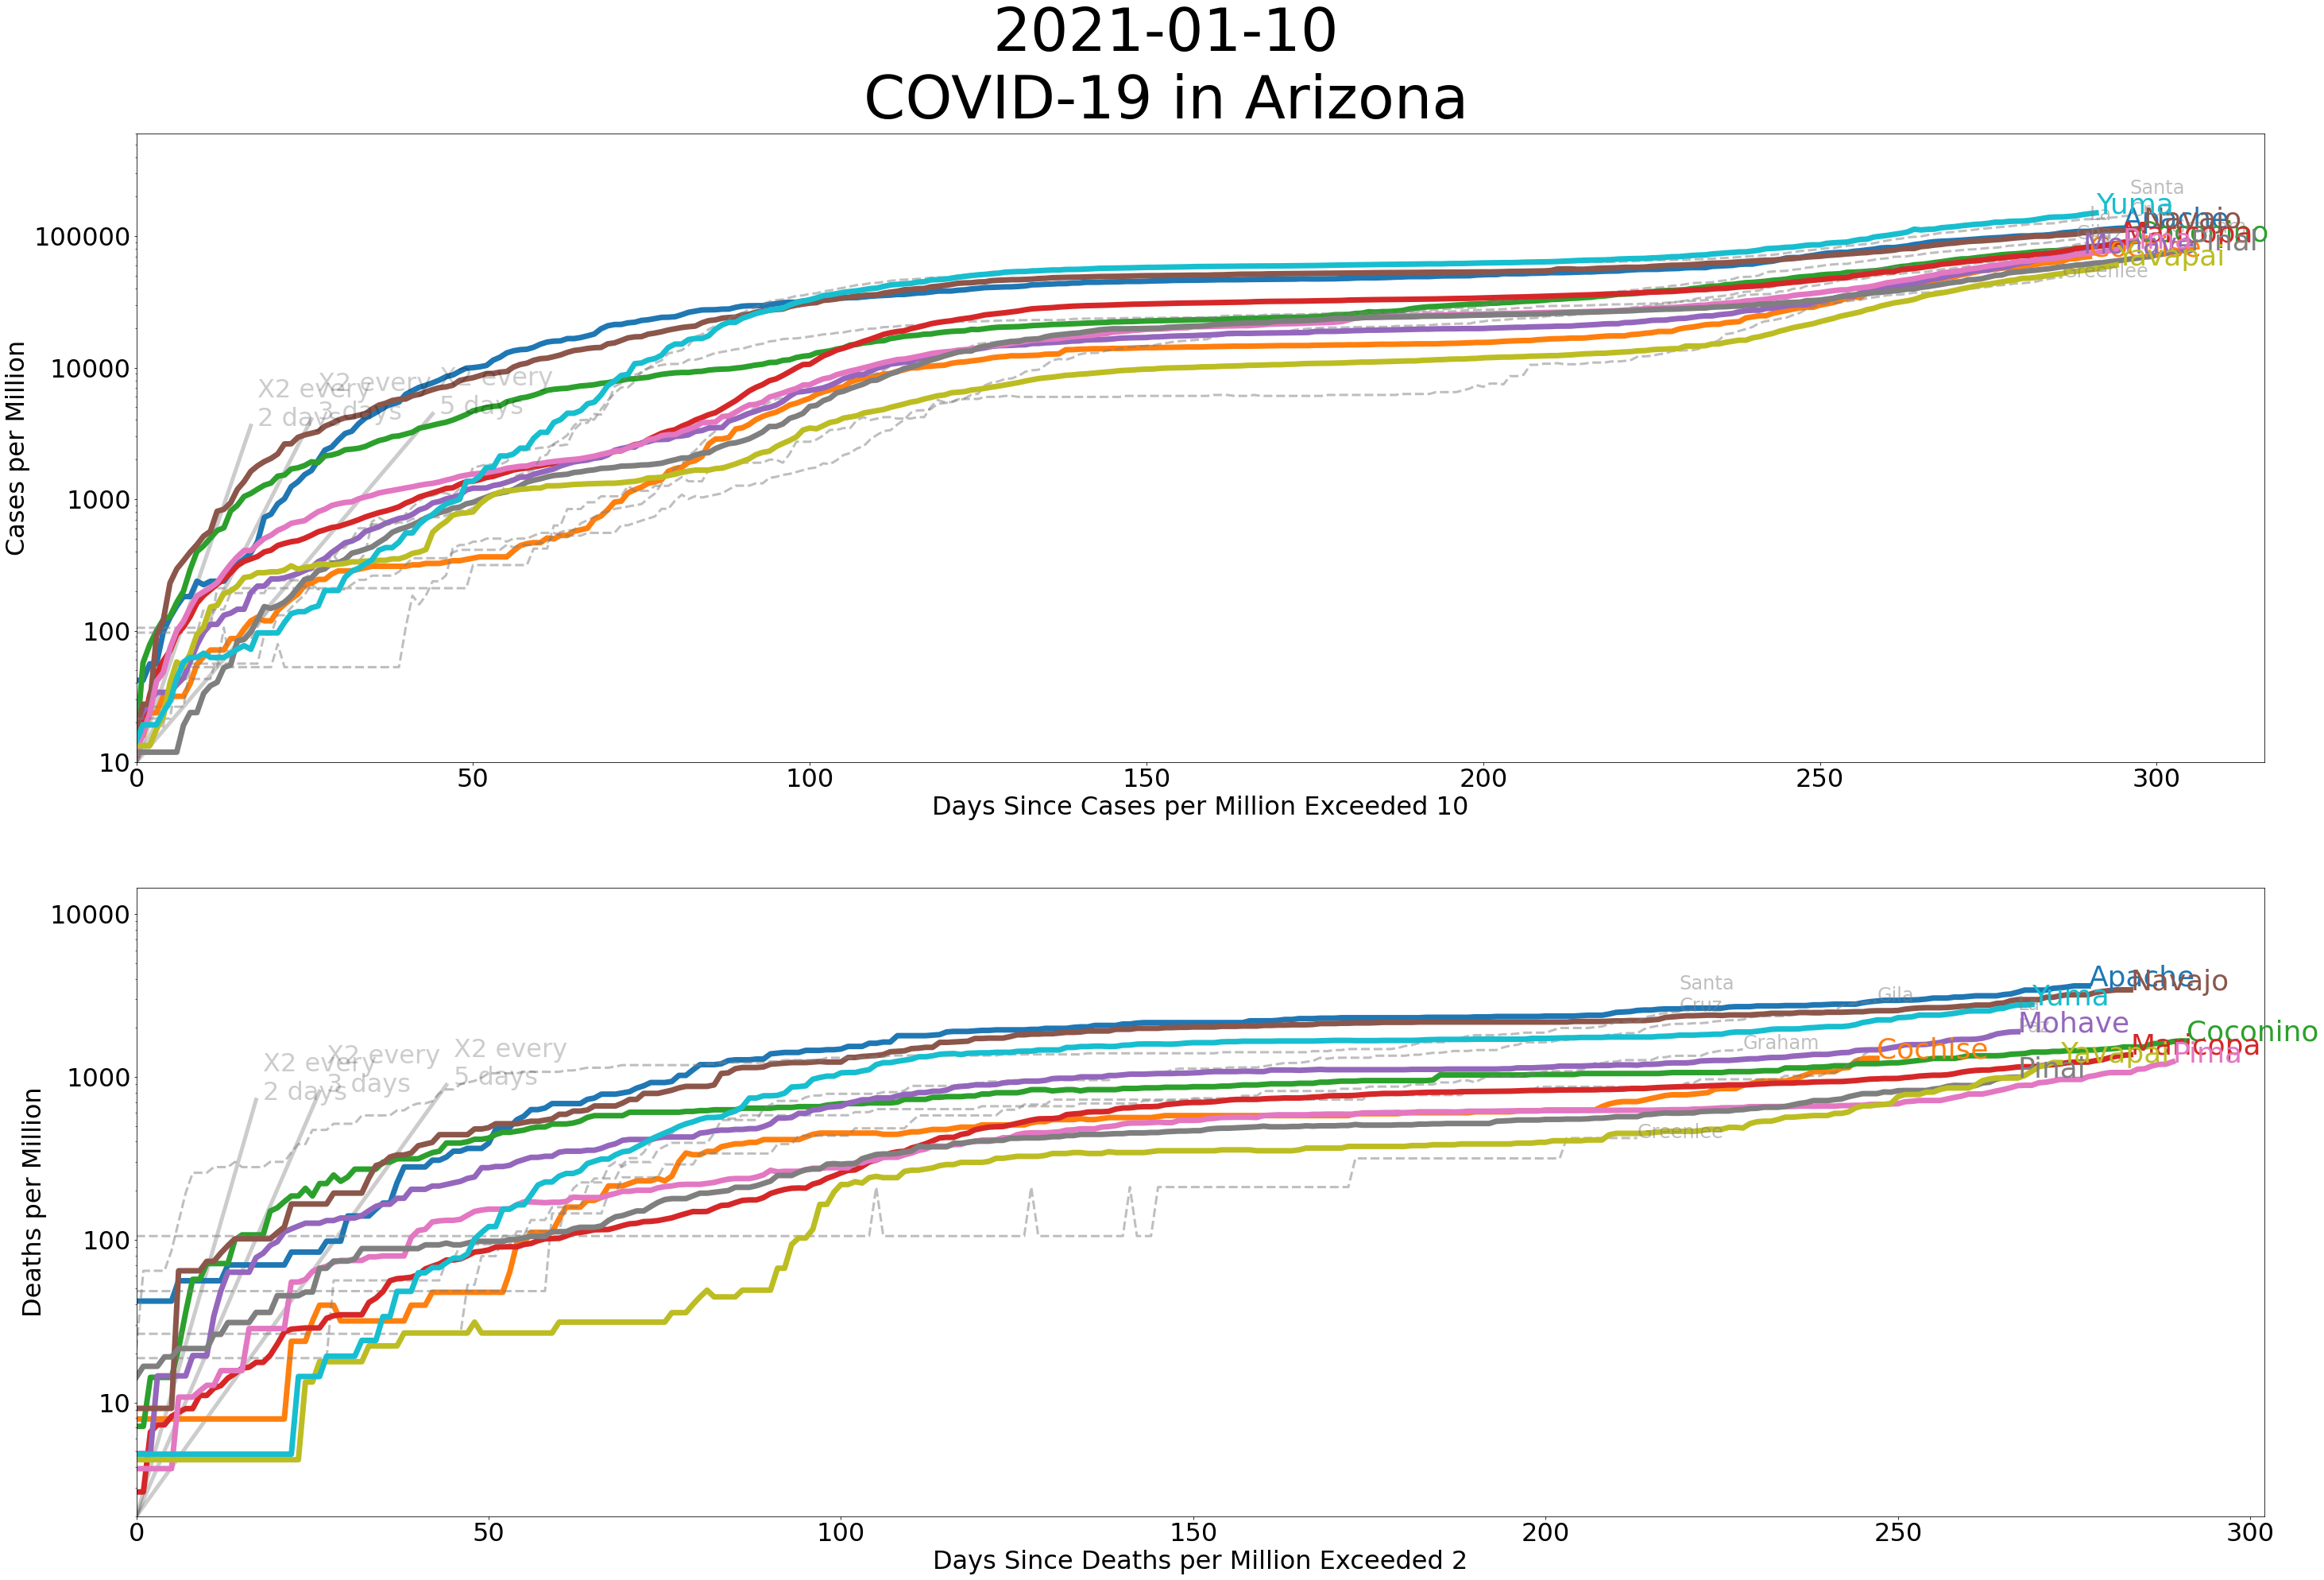 2021-01-10
COVID-19 in Arizona
Cases per Million
100000
10000
1000
100
10
X2 every
2 days
X2 every
3 days
X2 every
5 days
Santa
Yuma
Apache
Navajo
Coconino
Maricopa
Pima
Pinal
Mohave
Cochise
Yavapai
Greenlee
0
50
100
150
200
250
300
Days Since Cases per Million Exceeded 10
Deaths per Million
10000
1000
100
10
X2 every
2 days
X2 every
3 days
X2 every
5 days
Santa
Cruz
Gila
Graham
Greenlee
Apache
Navajo
Yuma
La
Mohave
Coconino
Maricopa
Cochise
Yavapai
Pima
Pinal
0
50
100
150
200
250
300
Days Since Deaths per Million Exceeded 2